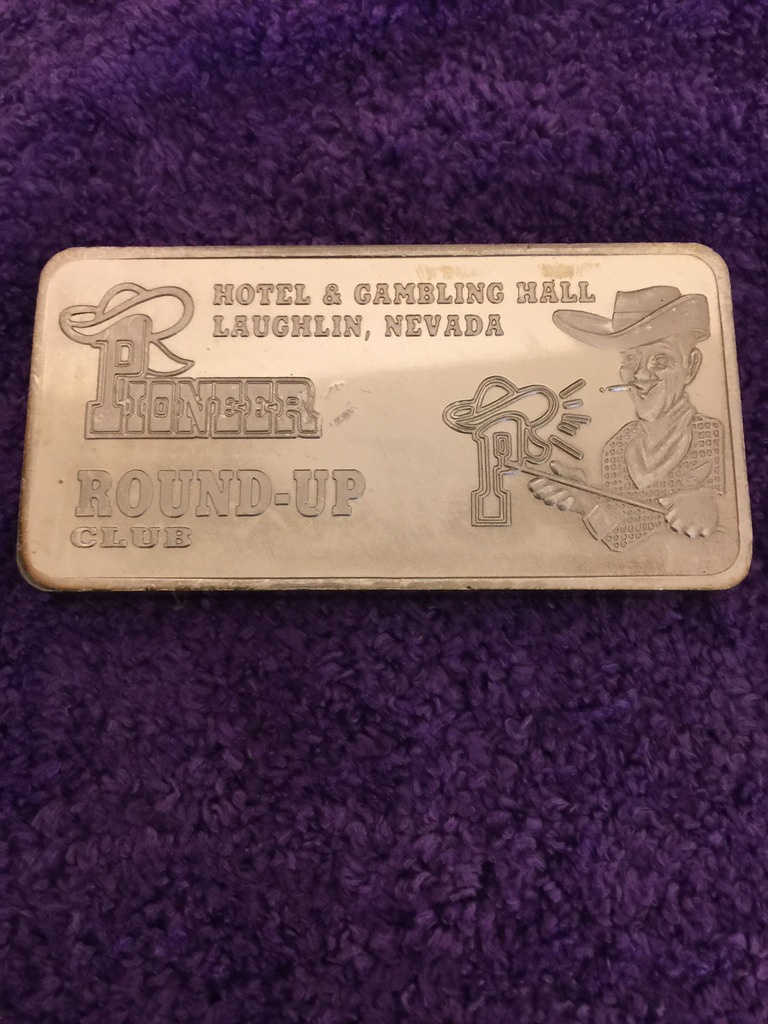 HOTEL & GAMBLING HALL
LAUGHLIN, NEVADA
PIONEER
P
ROUND-UP
CLUB